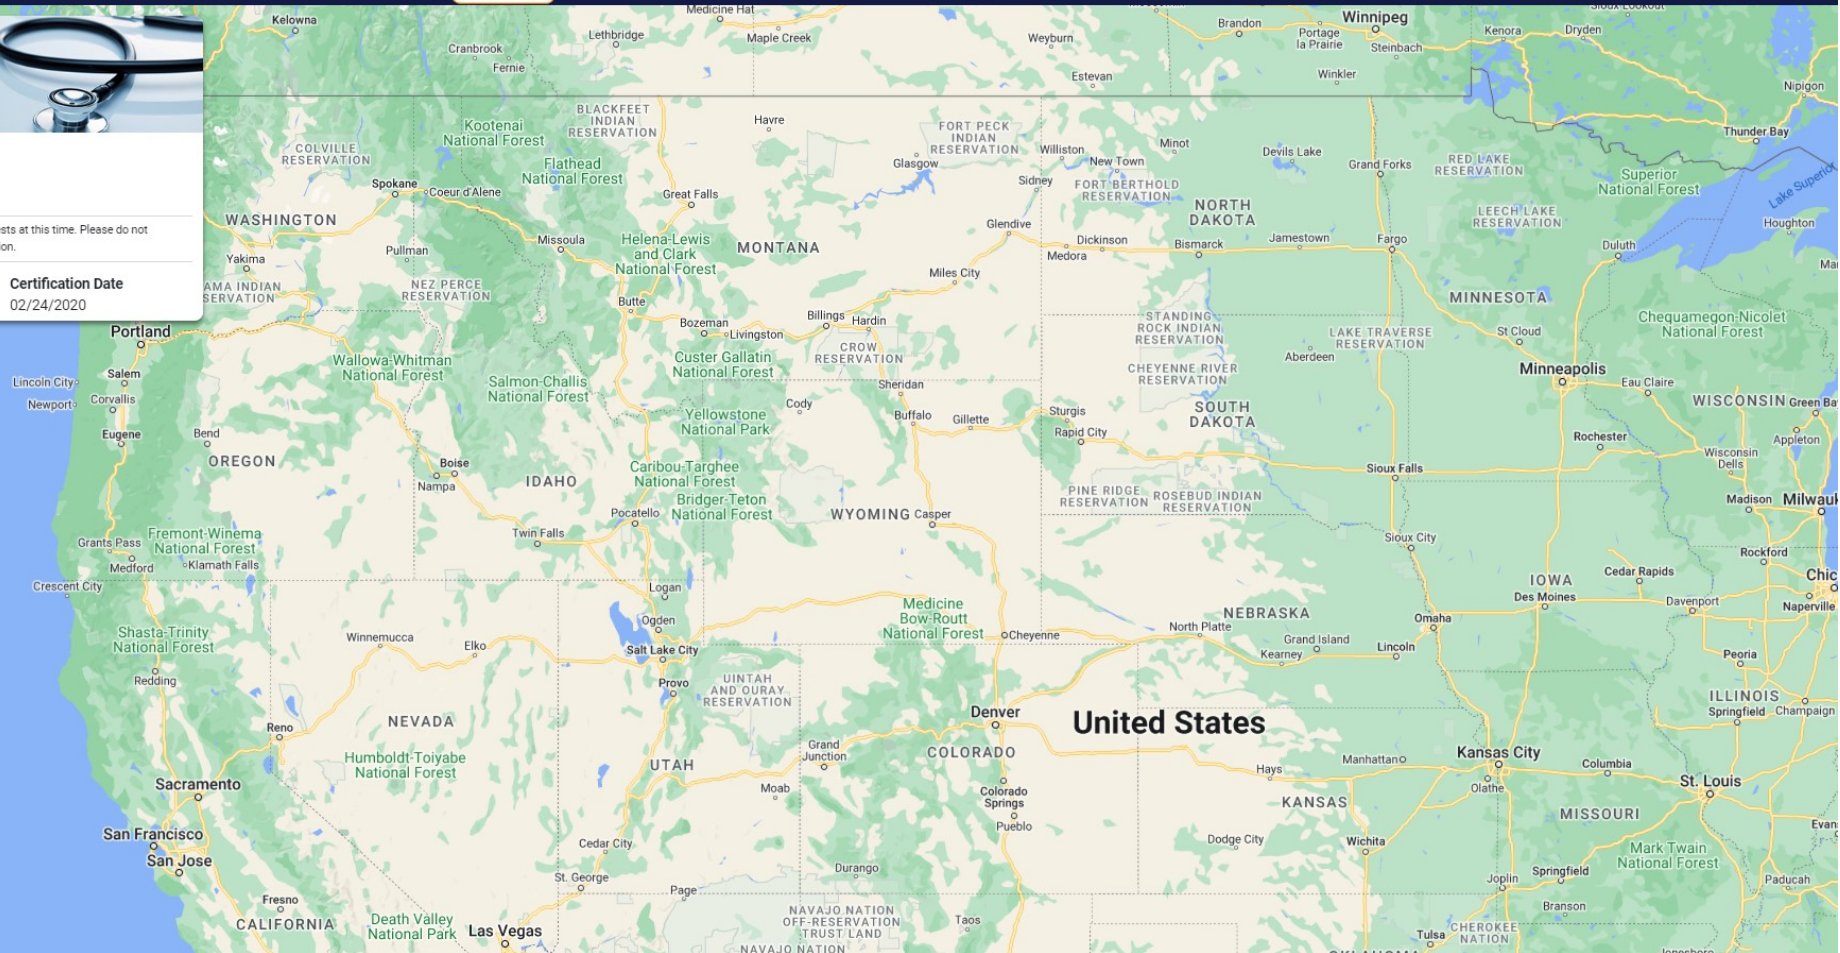 Kelowna
Medicine Hat
Lethbridge
Maple Creek
Cranbrook
Fernie
Weyburn
Estevan
Brandon
Portage
la Prairie
Winnipeg
Steinbach
Winkler
Kenora
Dryden
Sioux Lookout
Nipigon
Thunder Bay
Lake Superior
Houghton
ests at this time. Please do not
ion.
Certification Date
02/24/2020
COLVILLE
RESERVATION
Kootenai
National Forest
BLACKFEET
INDIAN
RESERVATION
Havre
Flathead
National Forest
Glasgow
FORT PECK
INDIAN
RESERVATION
Williston
New Town
Minot
Devils Lake
Grand Forks
RED LAKE
RESERVATION
Superior
National Forest
Spokane
Coeur d'Alene
Great Falls
Sidney
FORT BERTHOLD
RESERVATION
NORTH
DAKOTA
LEECH LAKE
RESERVATION
WASHINGTON
Yakima
Pullman
Missoula
Helena-Lewis
and Clark
National Forest
MONTANA
Glendive
Dickinson
Medora
Bismarck
Jamestown
Fargo
Duluth
Miles City
AMA INDIAN
SERVATION
NEZ PERCE
RESERVATION
Butte
Bozeman
Livingston
Billings
Hardin
CROW
RESERVATION
STANDING
ROCK INDIAN
RESERVATION
LAKE TRAVERSE
RESERVATION
MINNESOTA
St Cloud
Chequamegon-Nicolet
National Forest
Portland
Wallowa-Whitman
National Forest
Salmon-Challis
National Forest
Custer Gallatin
National Forest
Aberdeen
CHEYENNE RIVER
RESERVATION
Minneapolis
Eau Claire
WISCONSIN
Green Ba
Appleton
Lincoln City
Salem
Newport
Corvallis
Eugene
Bend
OREGON
Sheridan
Cody
Buffalo
Gillette
Yellowstone
National Park
Sturgis
Rapid City
SOUTH
DAKOTA
Rochester
Wisconsin
Dells
Boise
Nampa
IDAHO
Caribou-Targhee
National Forest
Bridger-Teton
National Forest
PINE RIDGE
RESERVATION
ROSEBUD INDIAN
RESERVATION
Sioux Falls
Madison
Milwauk
Pocatello
Twin Falls
WYOMING
Casper
Fremont-Winema
National Forest
Grants Pass
Medford
Klamath Falls
Crescent City
Sioux City
IOWA
Des Moines
Cedar Rapids
Davenport
Rockford
Chic
Naperville
Logan
Ogden
Salt Lake City
Provo
Medicine
Bow-Routt
National Forest
Cheyenne
NEBRASKA
North Platte
Grand Island
Kearney
Lincoln
Omaha
Peoria
Shasta-Trinity
National Forest
Redding
Winnemucca
Elko
UINTAH
AND OURAY
RESERVATION
ILLINOIS
Springfield
Champaign
Reno
NEVADA
Humboldt-Toiyabe
National Forest
UTAH
Grand
Junction
Denver
COLORADO
United States
Hays
Manhattan
Kansas City
Olathe
Columbia
St. Louis
Sacramento
San Francisco
San Jose
Moab
Colorado
Springs
Pueblo
KANSAS
MISSOURI
Evan
Cedar City
St. George
Dodge City
Wichita
Mark Twain
National Forest
Durango
Page
Joplin
Springfield
Paducah
Fresno
CALIFORNIA
Death Valley
National Park
Las Vegas
NAVAJO NATION
OFF-RESERVATION
TRUST LAND
NAVAJO NATION
Taos
Branson
Tulsa
CHEROKEE
NATION
OKLAHOMA
Jonesboro